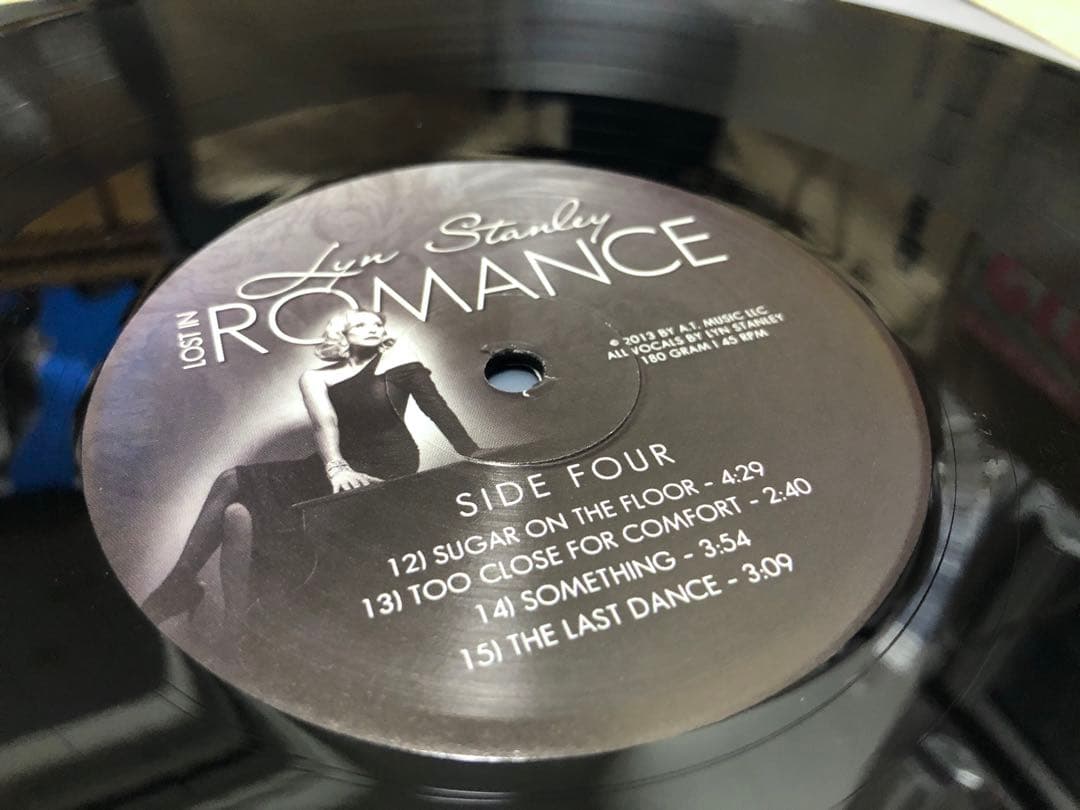 Lyn Stanley
LOST IN
ROMANCE
© 2013 BY A.T. MUSIC LLC
ALL VOCALS BY LYN STANLEY
180 GRAM | 45 RPM
SIDE FOUR
12) SUGAR ON THE FLOOR - 4:29
13) TOO CLOSE FOR COMFORT - 2:40
14) SOMETHING - 3:54
15) THE LAST DANCE - 3:09